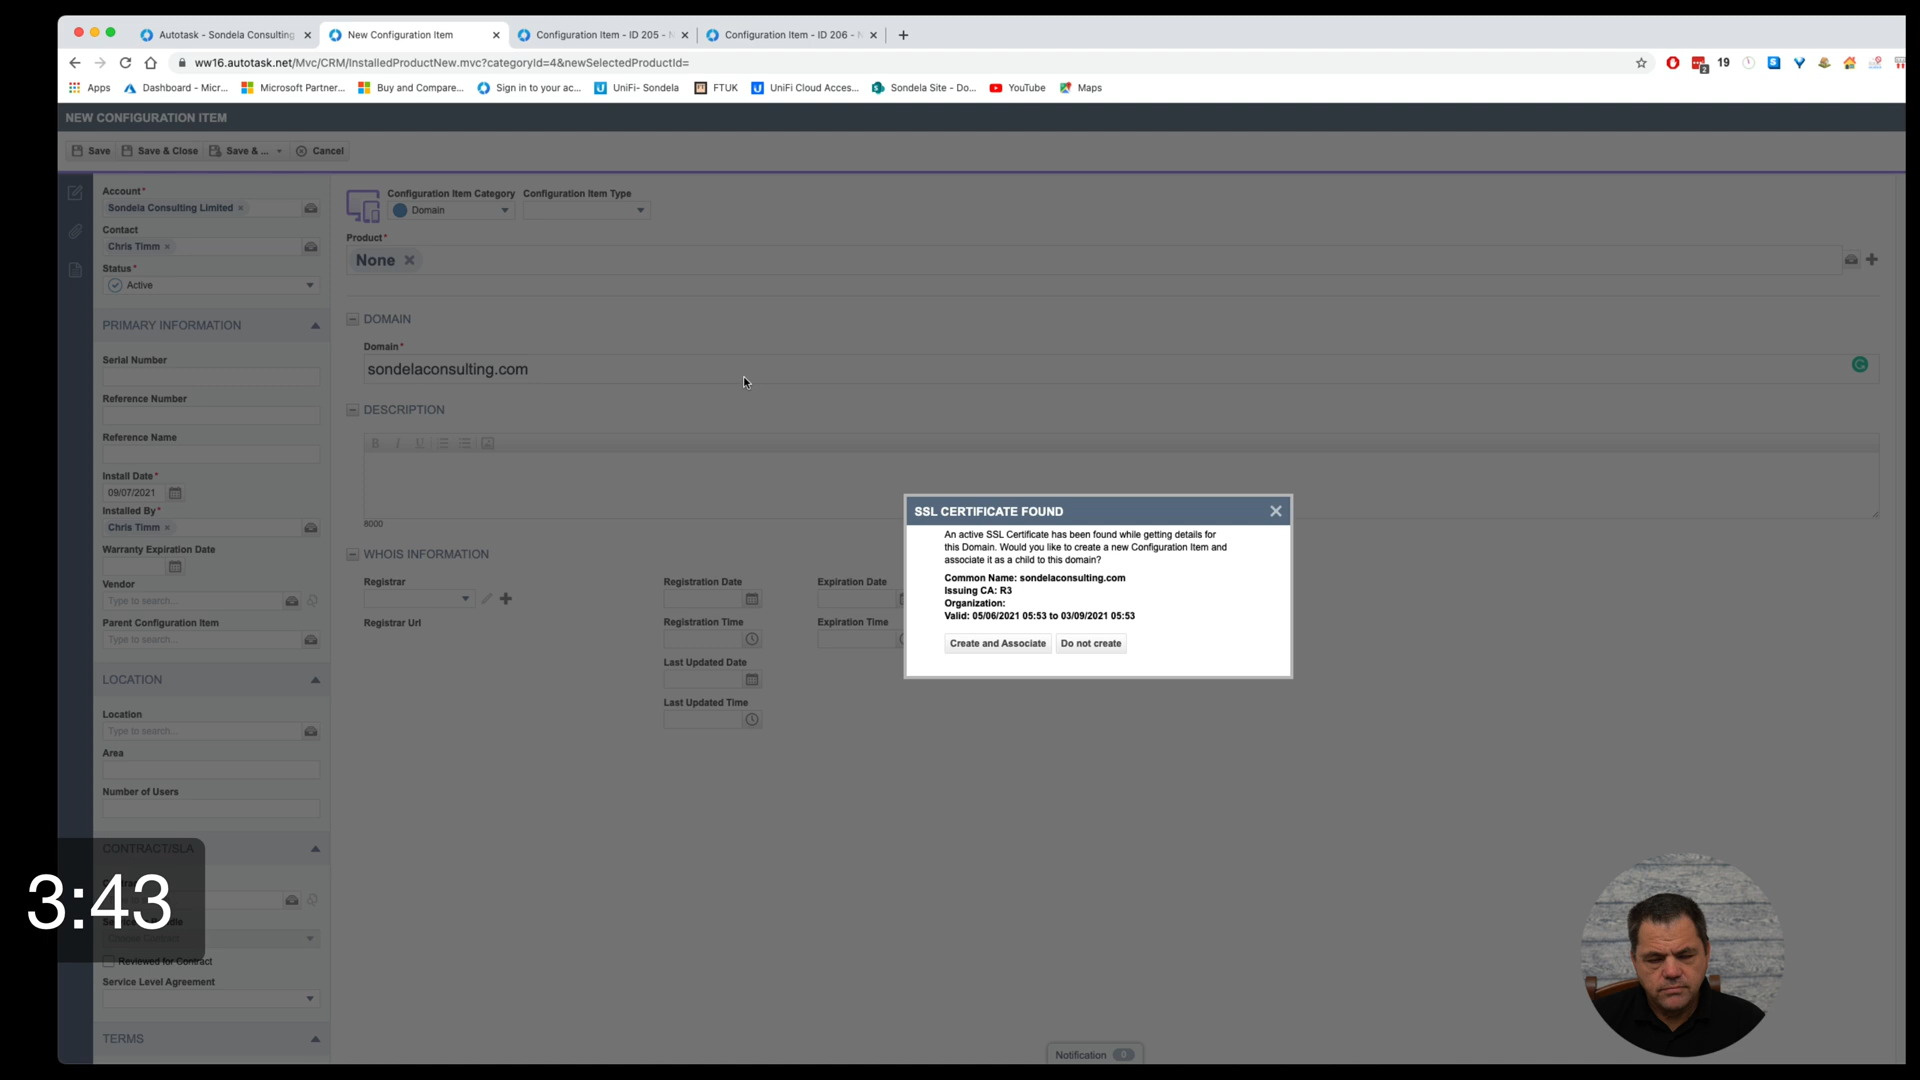 Autotask - Sondela Consulting
New Configuration Item
Configuration Item - ID 205 -
Configuration Item - ID 206 -
ww16.autotask.net/Mvc/CRM/InstalledProductNew.mvc?categoryId=4&newSelectedProductId=
2
19
Apps
Dashboard - Micr...
Microsoft Partner...
Buy and Compare...
Sign in to your ac...
UniFi- Sondela
FTUK
UniFi Cloud Acces...
Sondela Site - Do...
YouTube
Maps
NEW CONFIGURATION ITEM
Save
Save & Close
Save & ...
Cancel
Account*
Sondela Consulting Limited
Contact
Chris Timm
Status*
Active
PRIMARY INFORMATION
Serial Number
Reference Number
Reference Name
Install Date*
09/07/2021
Installed By*
Chris Timm
Warranty Expiration Date
Vendor
Type to search...
Parent Configuration Item
Type to search...
LOCATION
Location
Type to search...
Area
Number of Users
CONTRACT/SLA
3:43
Reviewed for Contract
Service Level Agreement
TERMS
Configuration Item Category
Configuration Item Type
Domain
Product*
None
DOMAIN
Domain*
sondelaconsulting.com
DESCRIPTION
B I U
8000
WHOIS INFORMATION
Registrar
Registration Date
Expiration Date
Registrar Url
Registration Time
Expiration Time
Last Updated Date
Last Updated Time
SSL CERTIFICATE FOUND
An active SSL Certificate has been found while getting details for
this Domain. Would you like to create a new Configuration Item and
associate it as a child to this domain?
Common Name: sondelaconsulting.com
Issuing CA: R3
Organization:
Valid: 05/06/2021 05:53 to 03/09/2021 05:53
Create and Associate
Do not create
Notification 0